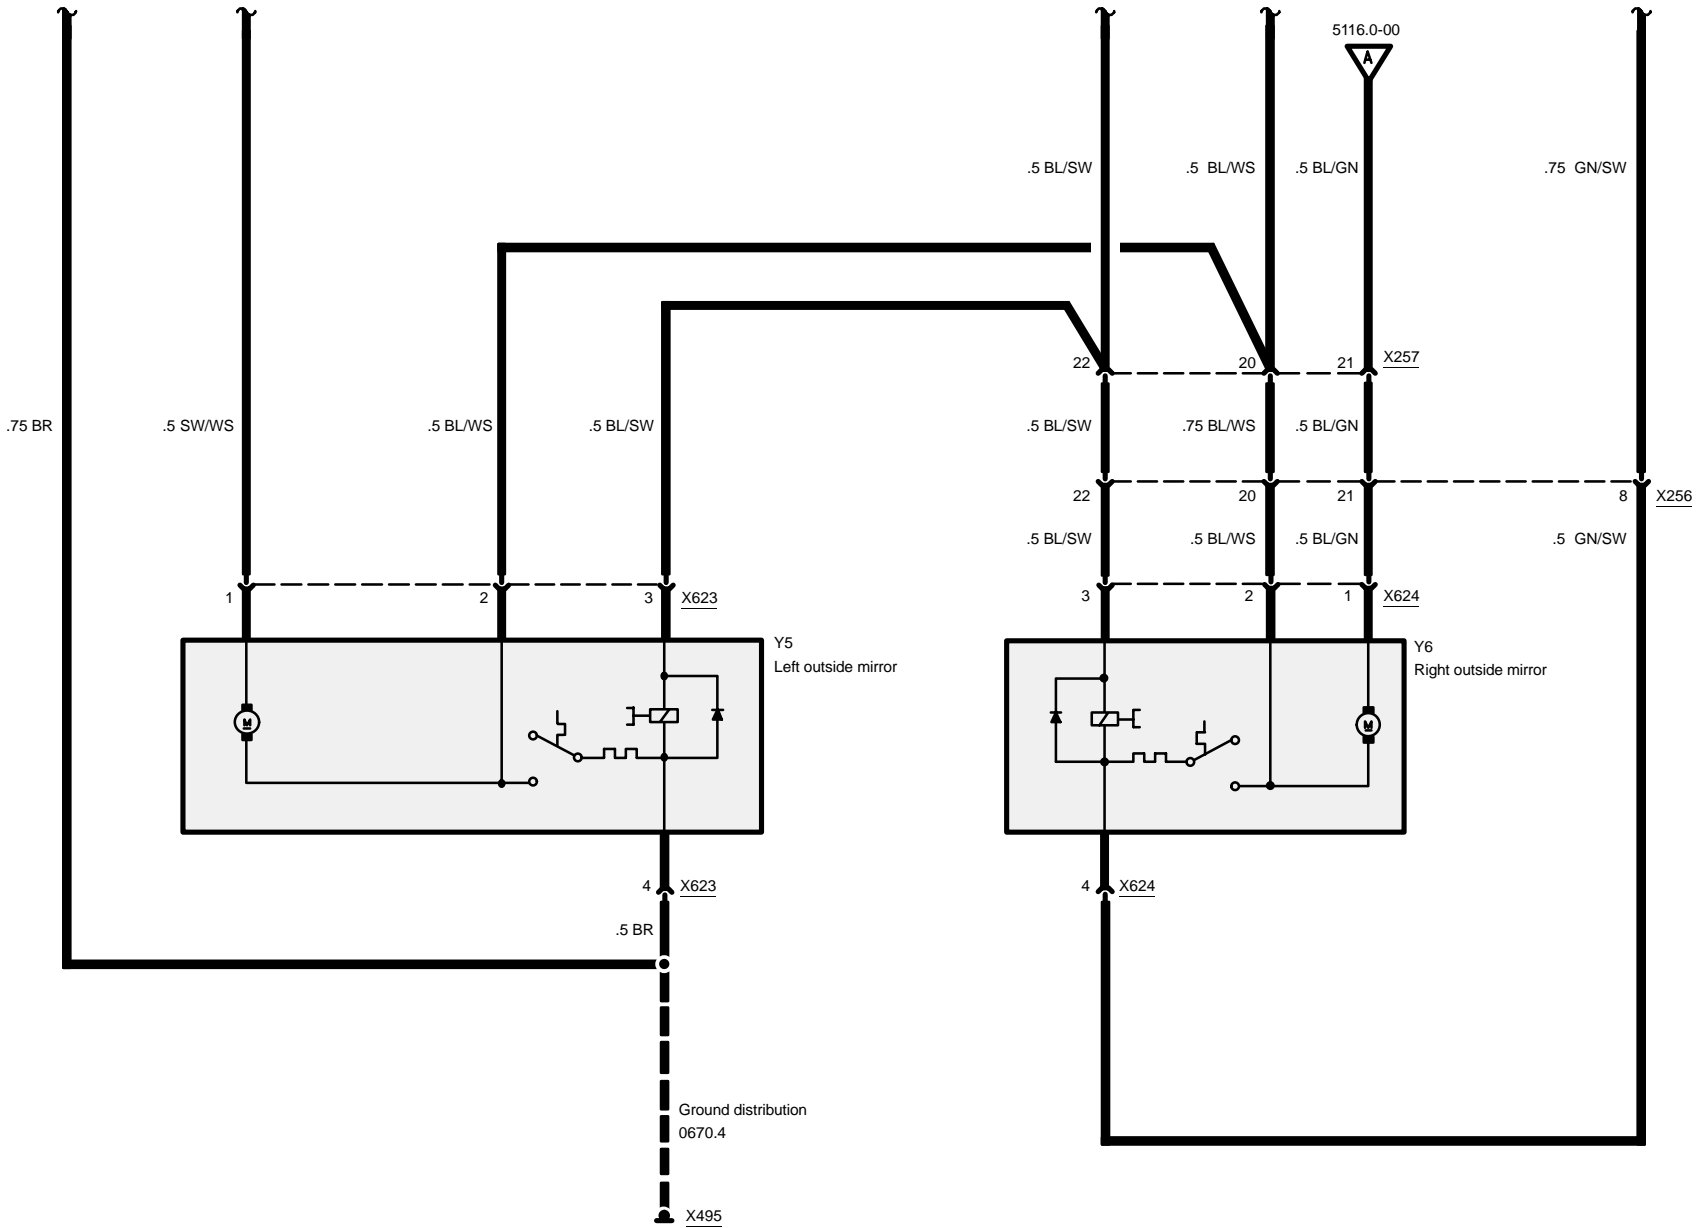 5116.0-00
A
.5 BL/SW
.5 BL/WS
.5 BL/GN
.75 GN/SW
22
20
21
X257
.75 BR
.5 SW/WS
.5 BL/WS
.5 BL/SW
.5 BL/SW
.75 BL/WS
.5 BL/GN
22
20
21
8
X256
.5 BL/SW
.5 BL/WS
.5 BL/GN
.5 GN/SW
1
2
3
X623
3
2
1
X624
Y5
Left outside mirror
Y6
Right outside mirror
M
M
4
X623
4
X624
.5 BR
Ground distribution
0670.4
X495